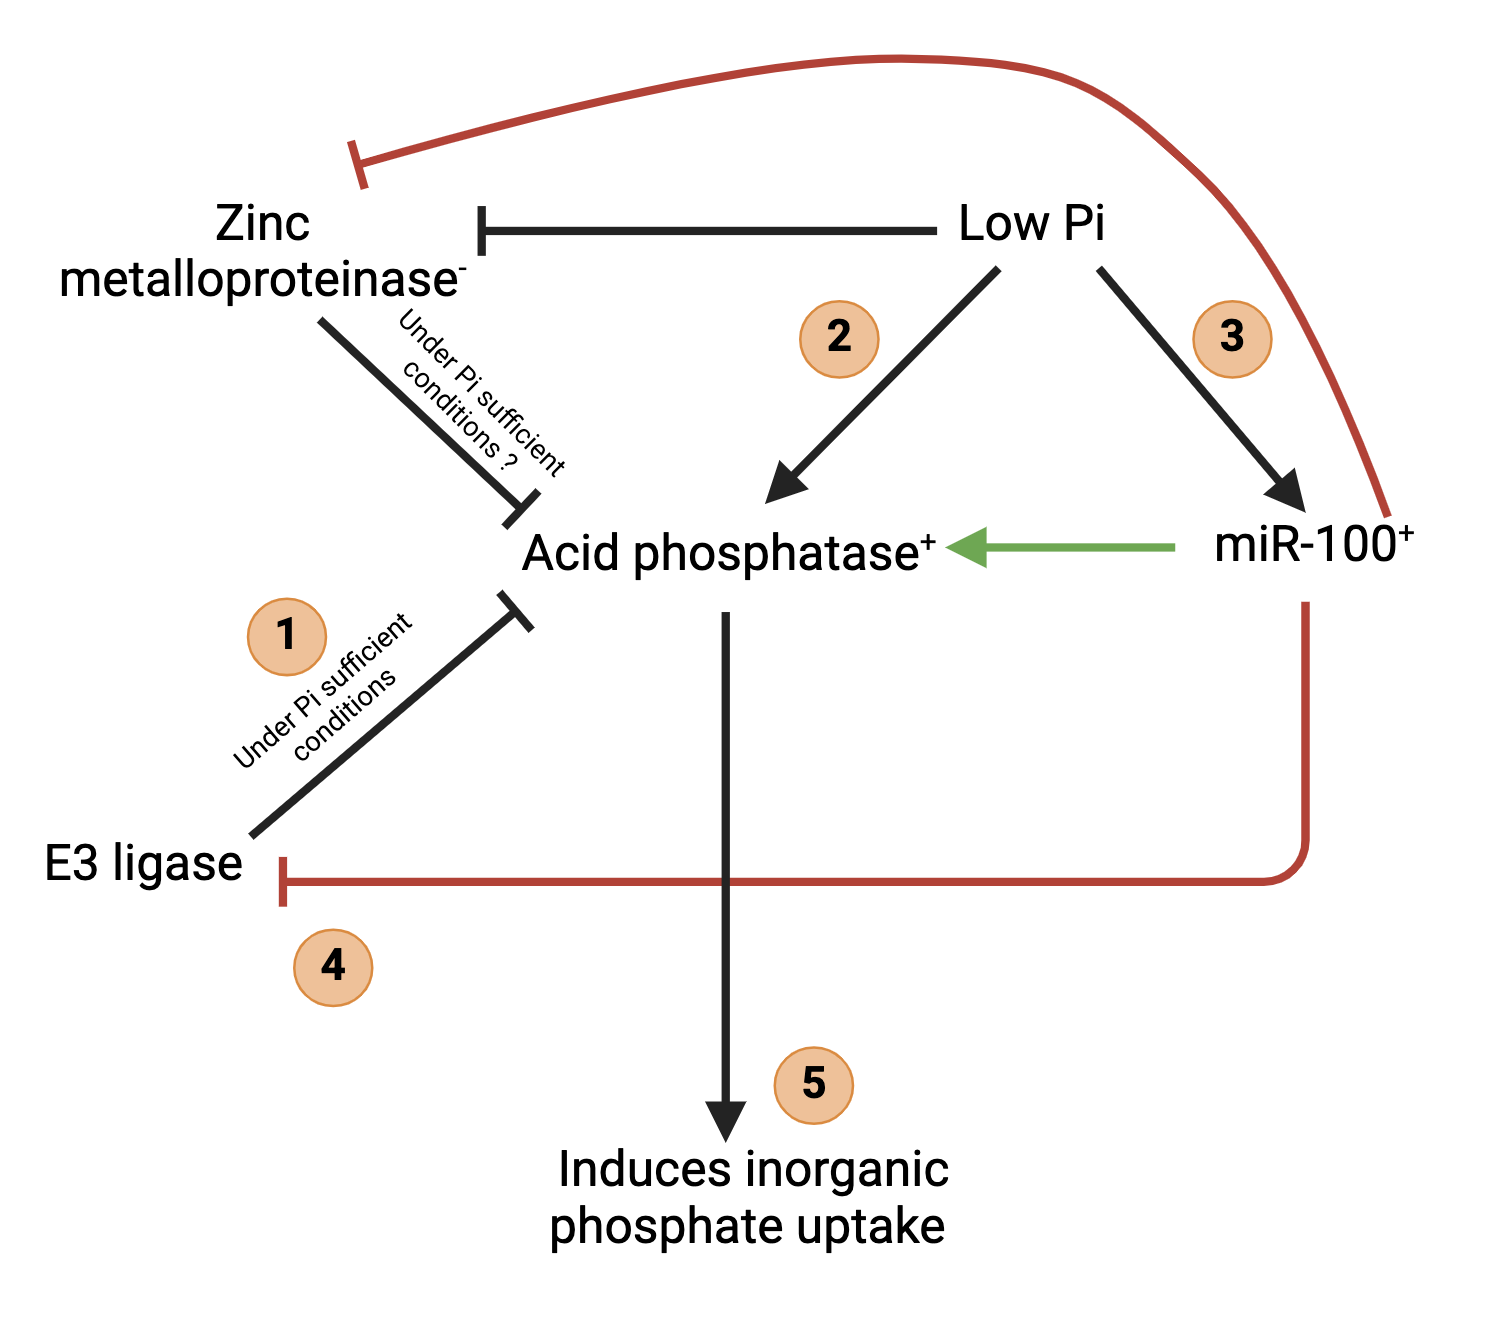 Zinc
metalloproteinase⁻
Low Pi
2
3
Under Pi sufficient
conditions ?
Acid phosphatase⁺
miR-100⁺
1
Under Pi sufficient
conditions
E3 ligase
4
5
Induces inorganic
phosphate uptake